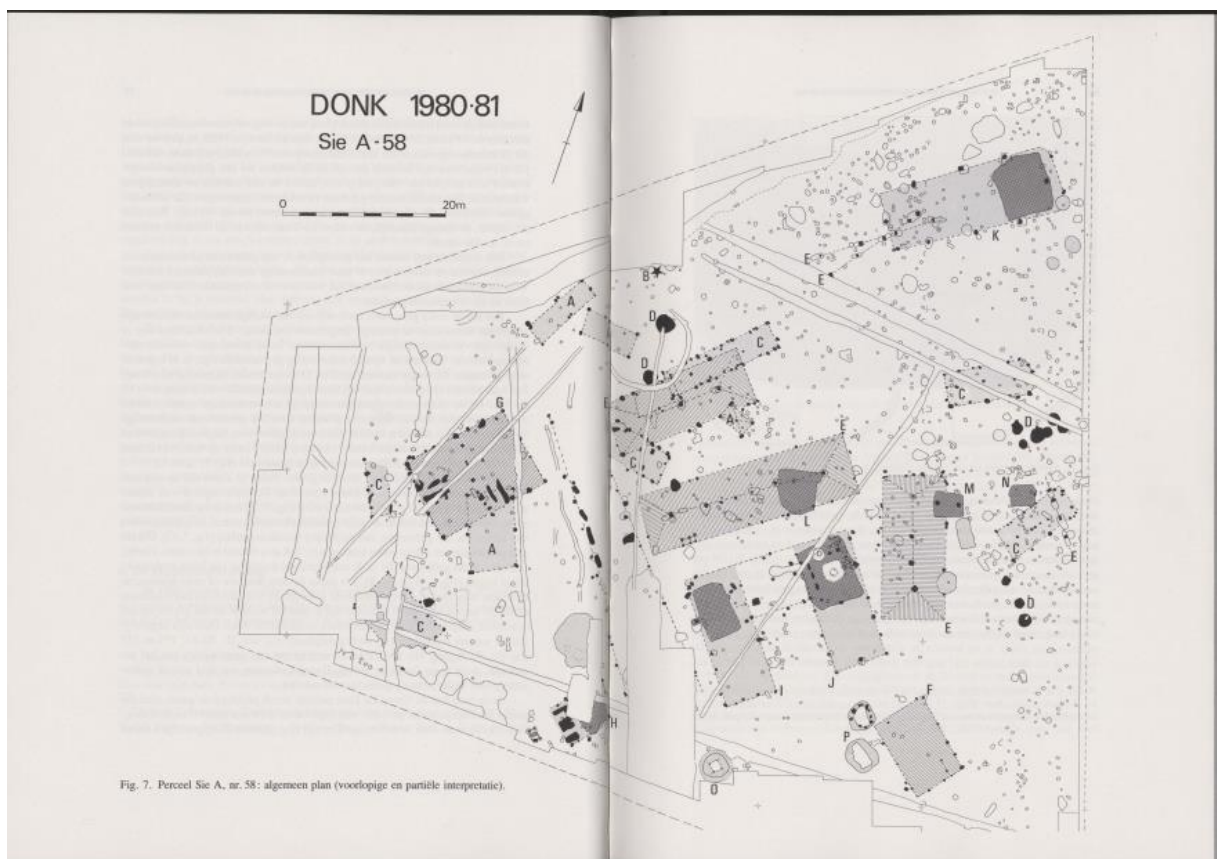 DONK 1980·81
Sie A-58
0 20m
K
E
E
B
A
D
C
D
C
G
A
E
E
C
D
C
M
N
L
C
E
A
D
C
E
I
J
F
H
P
O
Fig. 7. Perceel Sie A, nr. 58: algemeen plan (voorlopige en partiële interpretatie).